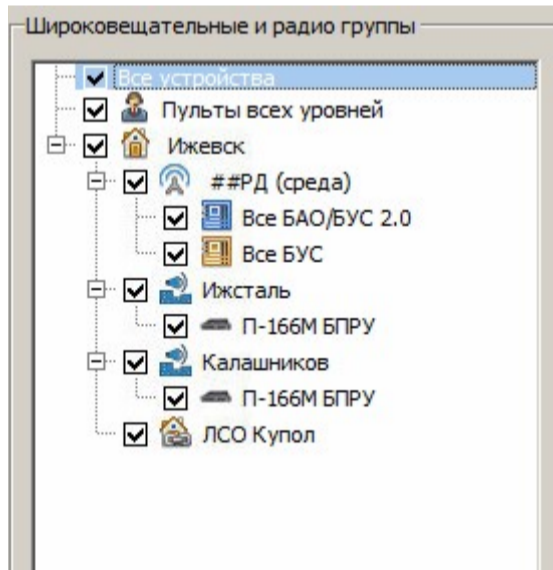 Широковещательные и радио группы
Все устройства
Пульты всех уровней
Ижевск
##РД (среда)
Все БАО/БУС 2.0
Все БУС
Ижсталь
П-166М БПРУ
Калашников
П-166М БПРУ
ЛСО Купол